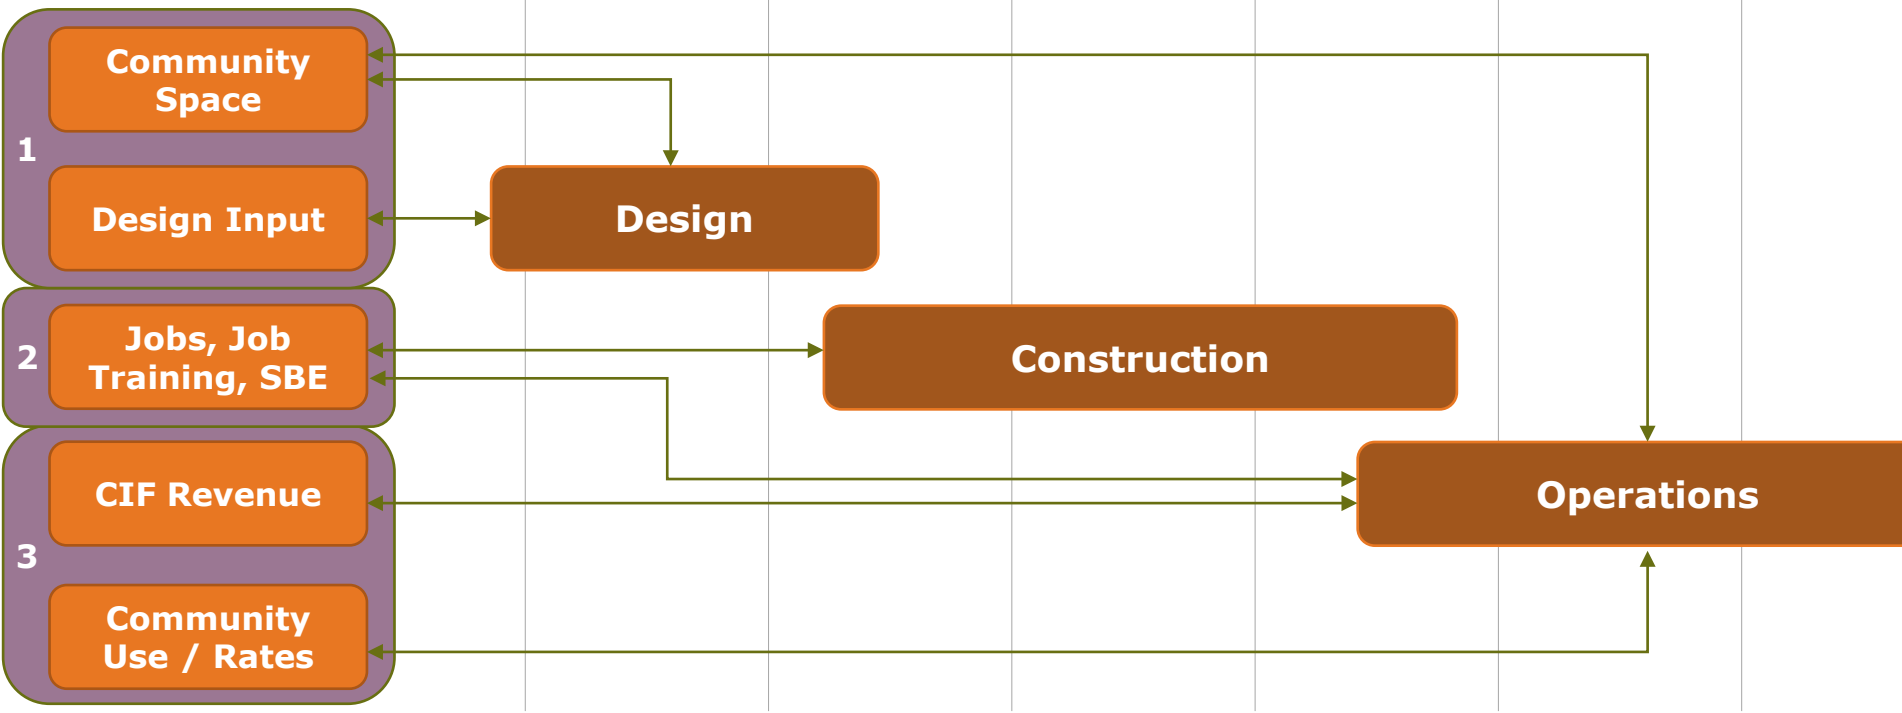 Community
Space
1
Design Input
Design
Jobs, Job
Training, SBE
2
Construction
CIF Revenue
Operations
3
Community
Use / Rates